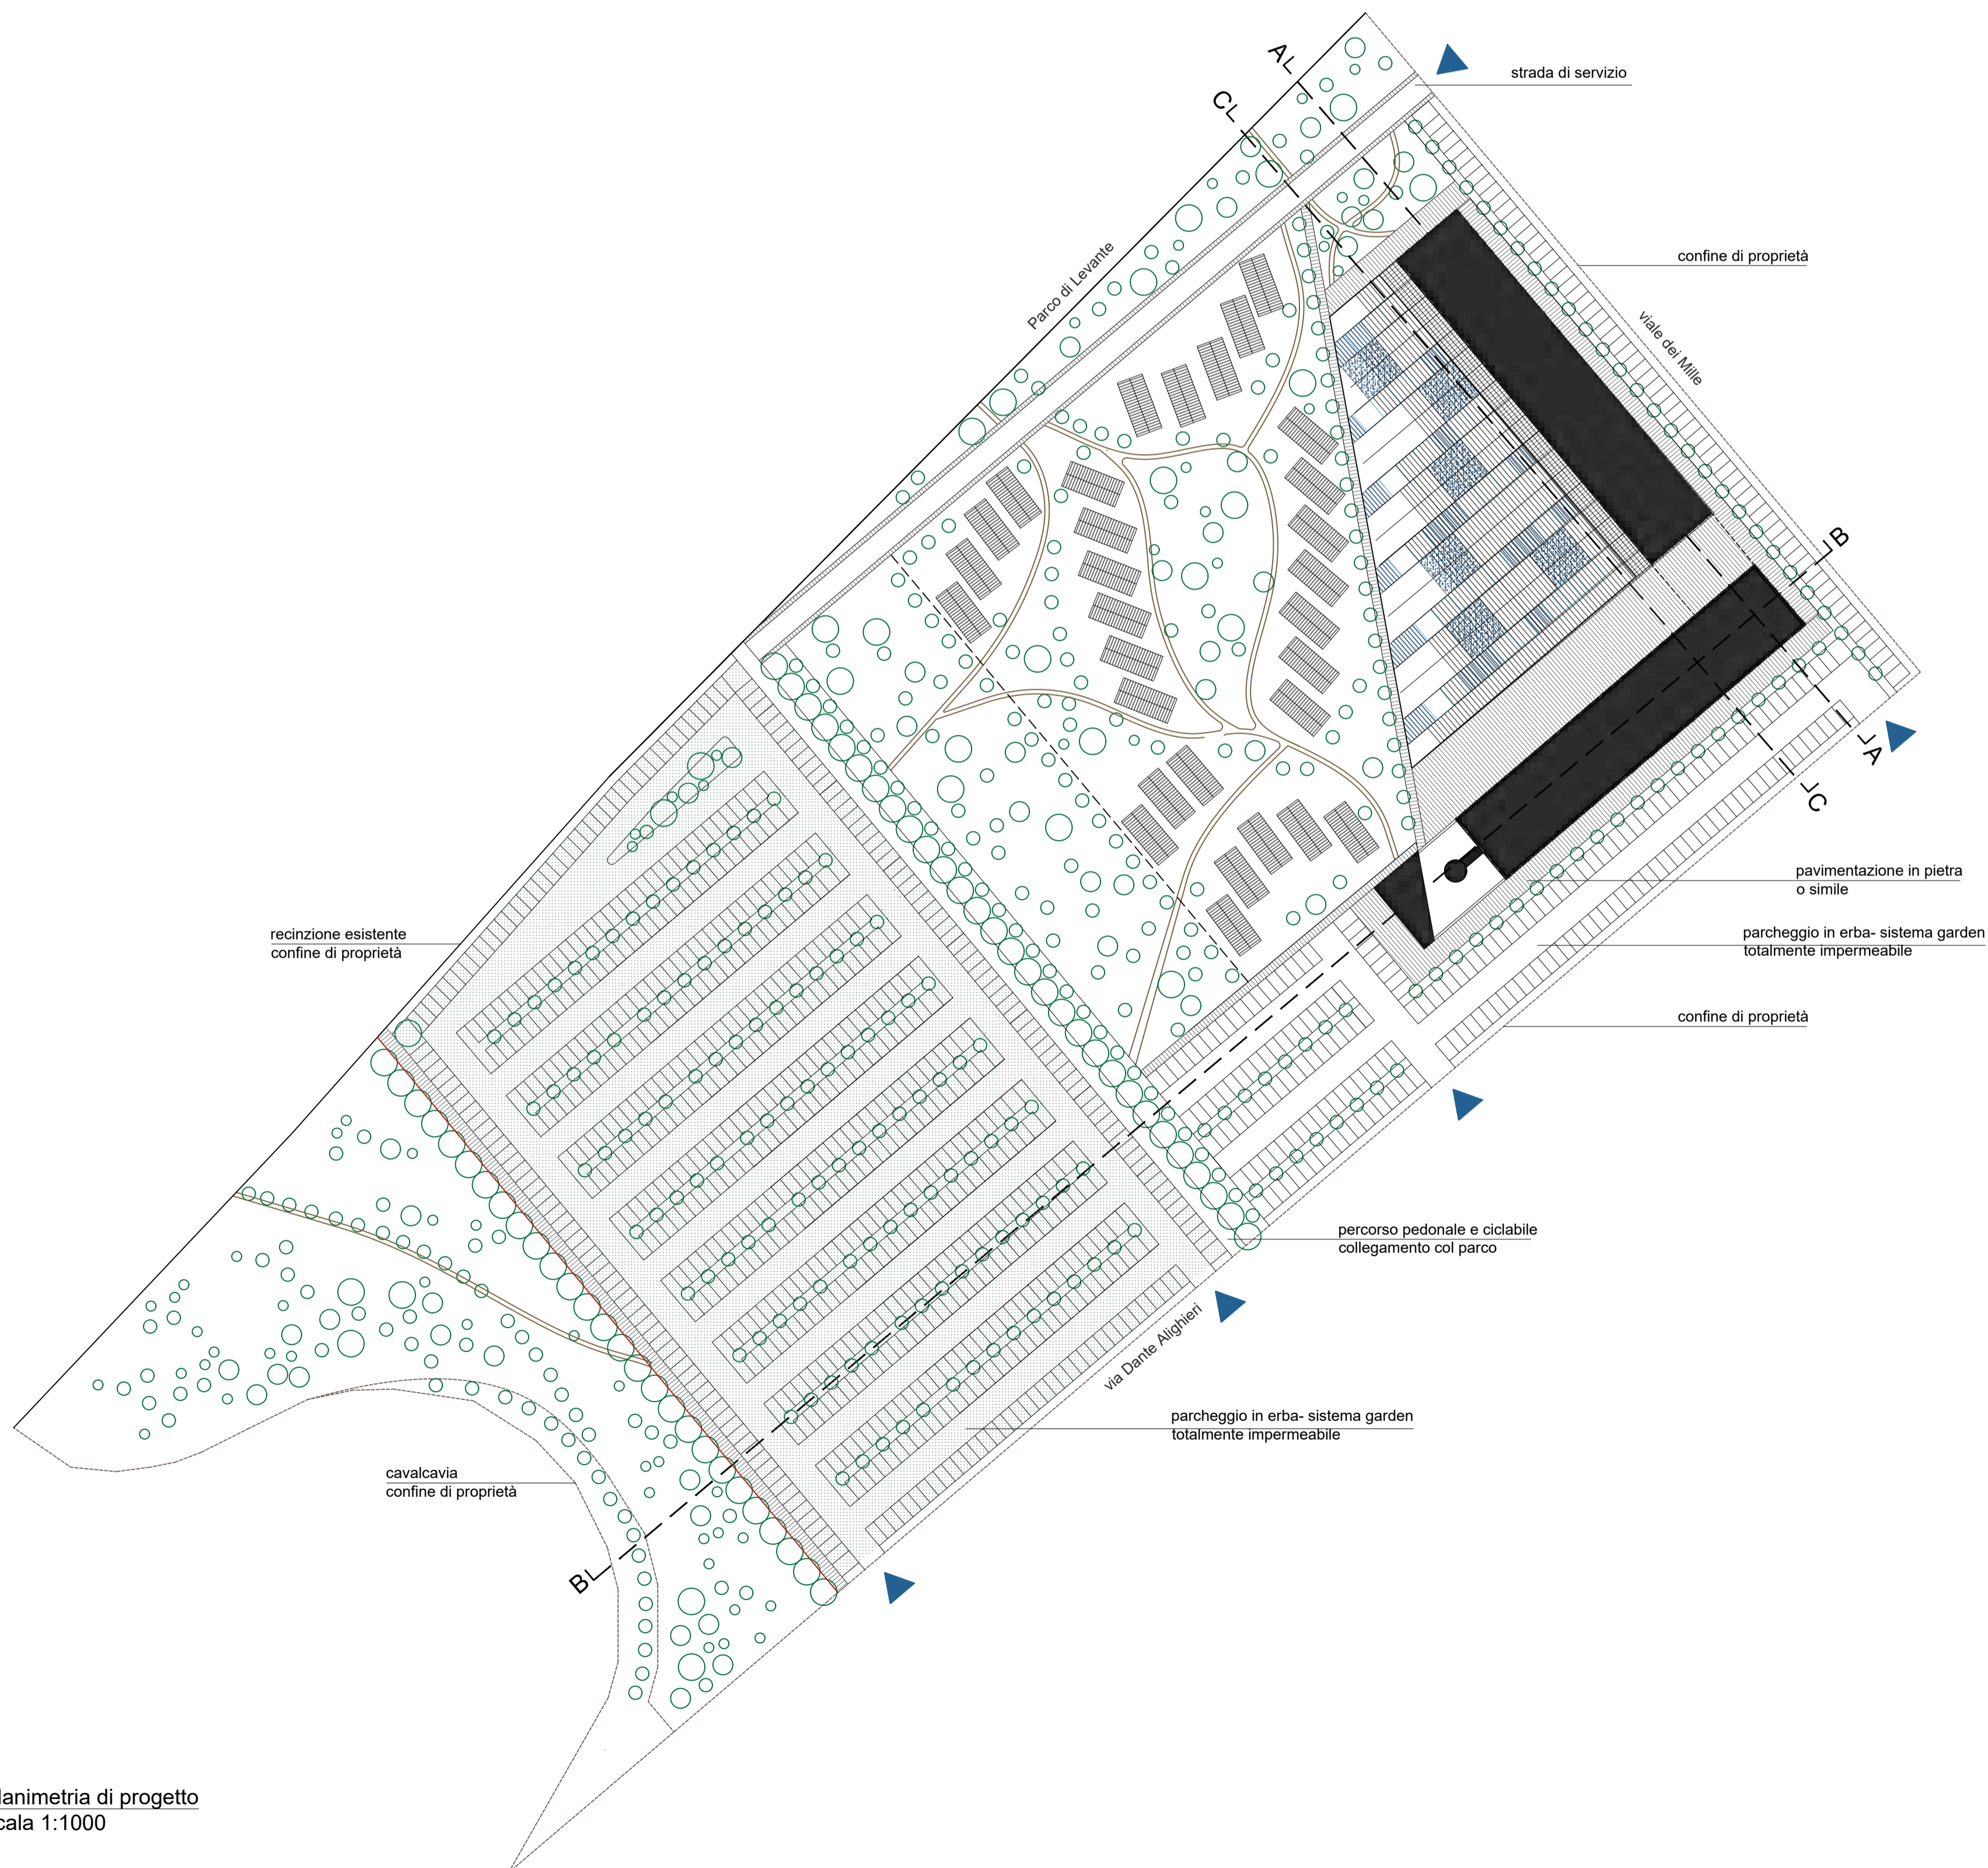 A
C
strada di servizio
Parco di Levante
confine di proprietà
viale dei Mille
B
A
C
pavimentazione in pietra
o simile
parcheggio in erba- sistema garden
totalmente impermeabile
recinzione esistente
confine di proprietà
confine di proprietà
percorso pedonale e ciclabile
collegamento col parco
via Dante Alighieri
parcheggio in erba- sistema garden
totalmente impermeabile
cavalcavia
confine di proprietà
B
lanimetria di progetto
cala 1:1000